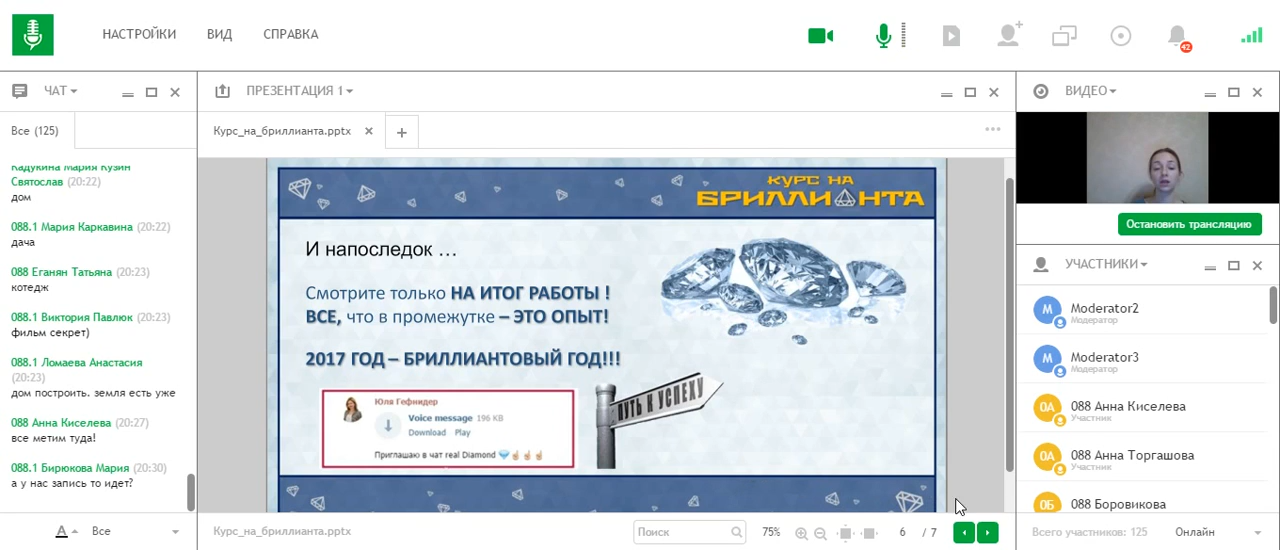 НАСТРОЙКИ ВИД СПРАВКА
42
ЧАТ
Все (125)
Кадукина Мария Кузин
Святослав (20:22)
дом
088.1 Мария Каркавина (20:22)
дача
088 Еганян Татьяна (20:23)
котедж
088.1 Виктория Павлюк (20:23)
фильм секрет)
088.1 Ломаева Анастасия
(20:23)
дом построить. земля есть уже
088 Анна Киселева (20:27)
все метим туда!
088.1 Бирюкова Мария (20:30)
а у нас запись то идет?
A Все
ПРЕЗЕНТАЦИЯ 1
Курс_на_бриллианта.pptx
КУРС НА
БРИЛЛИАНТА
И напоследок ...
Смотрите только НА ИТОГ РАБОТЫ !
ВСЕ, что в промежутке – ЭТО ОПЫТ!
2017 ГОД – БРИЛЛИАНТОВЫЙ ГОД!!!
Юля Гефнидер
Voice message 196 KB
Download Play
Приглашаю в чат real Diamond 💎☝☝☝
ПУТЬ К УСПЕХУ
Курс_на_бриллианта.pptx
Поиск
75%
6 / 7
ВИДЕО
Остановить трансляцию
УЧАСТНИКИ
M
Moderator2
Модератор
M
Moderator3
Модератор
ОА
088 Анна Киселева
Участник
ОА
088 Анна Торгашова
Участник
ОБ
088 Боровикова
Всего участников: 125
Онлайн